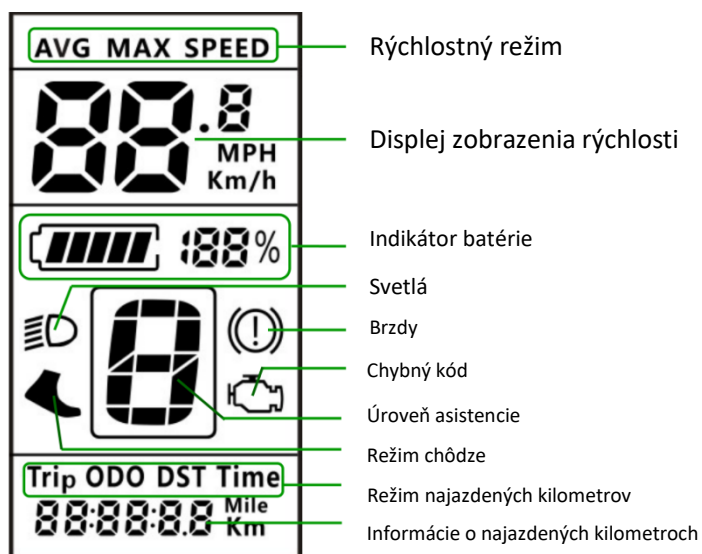 AVG MAX SPEED
Rýchlostný režim
88.8
MPH
Km/h
Displej zobrazenia rýchlosti
188%
Indikátor batérie
Svetlá
Brzdy
Chybný kód
8
Úroveň asistencie
Režim chôdze
Trip ODO DST Time
Režim najazdených kilometrov
88:88:8.8 Mile
Km
Informácie o najazdených kilometroch